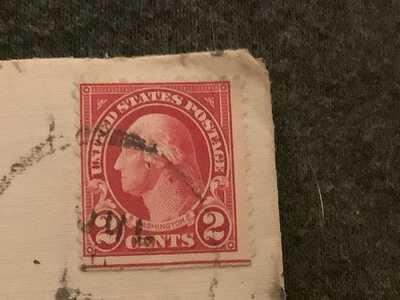 UNITED STATES POSTAGE
WASHINGTON
2 CENTS 2